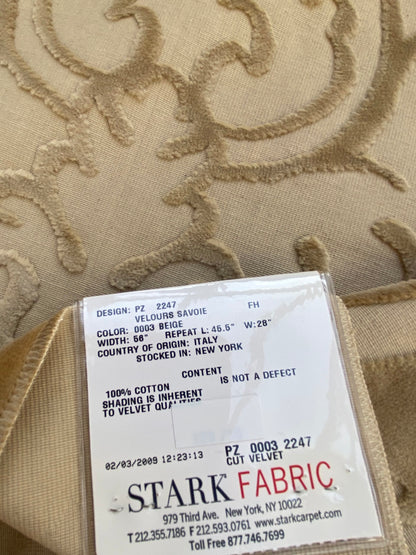 DESIGN: PZ 2247 FH
VELOURS SAVOIE
COLOR: 0003 BEIGE
WIDTH: 56" REPEAT L: 45.5" W: 28"
COUNTRY OF ORIGIN: ITALY
STOCKED IN: NEW YORK
CONTENT
100% COTTON IS NOT A DEFECT
SHADING IS INHERENT
TO VELVET QUALITIES
02/03/2009 12:23:13 PZ 0003 2247
CUT VELVET
STARK FABRIC
979 Third Ave. New York, NY 10022
T 212.355.7186 F 212.593.0761 www.starkcarpet.com
Toll Free 877.746.7699